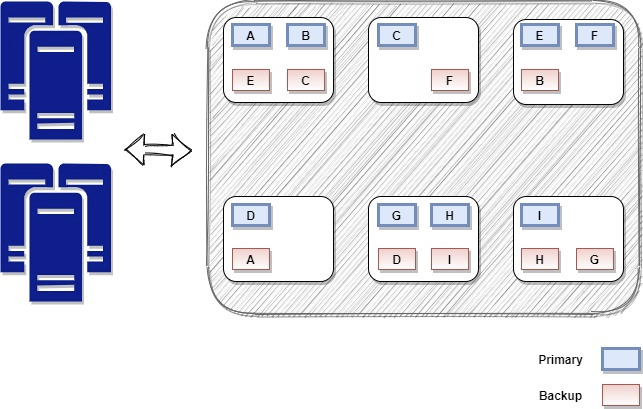 A B C E F
E C F B
D G H I
A D I H G
Primary
Backup